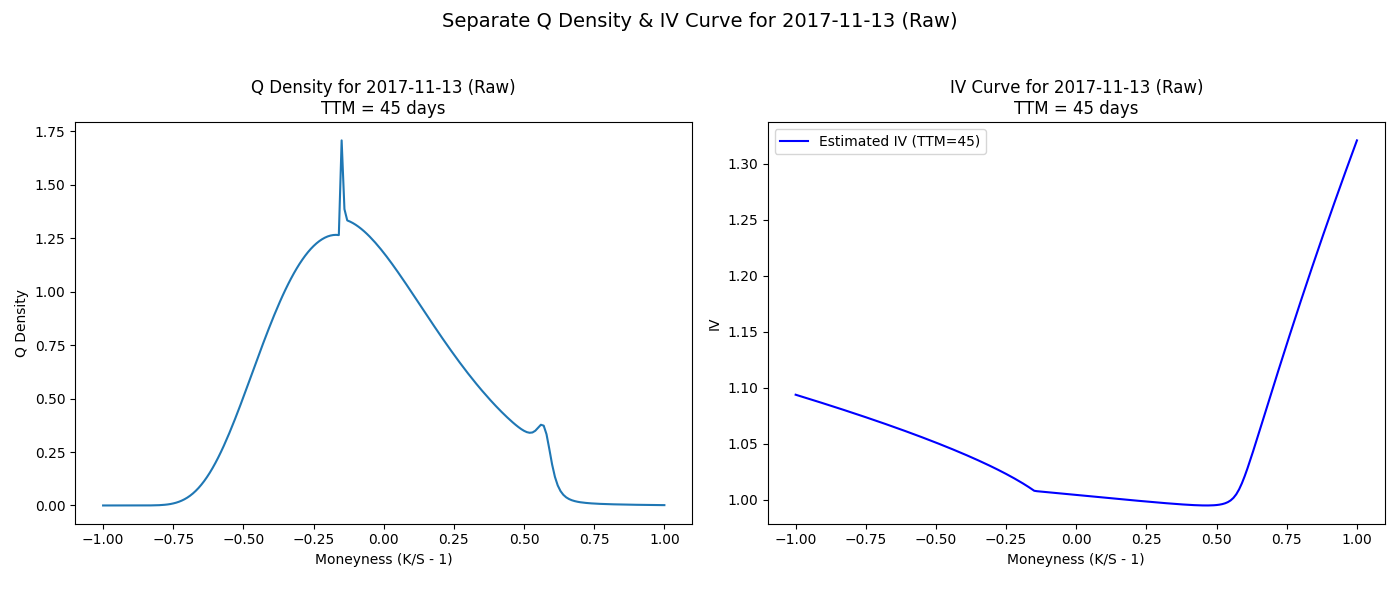 Separate Q Density & IV Curve for 2017-11-13 (Raw)
Q Density for 2017-11-13 (Raw)
TTM = 45 days
1.75
1.50
1.25
1.00
0.75
0.50
0.25
0.00
Q Density
−1.00 −0.75 −0.50 −0.25 0.00 0.25 0.50 0.75 1.00
Moneyness (K/S - 1)
IV Curve for 2017-11-13 (Raw)
TTM = 45 days
Estimated IV (TTM=45)
1.30
1.25
1.20
1.15
1.10
1.05
1.00
IV
−1.00 −0.75 −0.50 −0.25 0.00 0.25 0.50 0.75 1.00
Moneyness (K/S - 1)